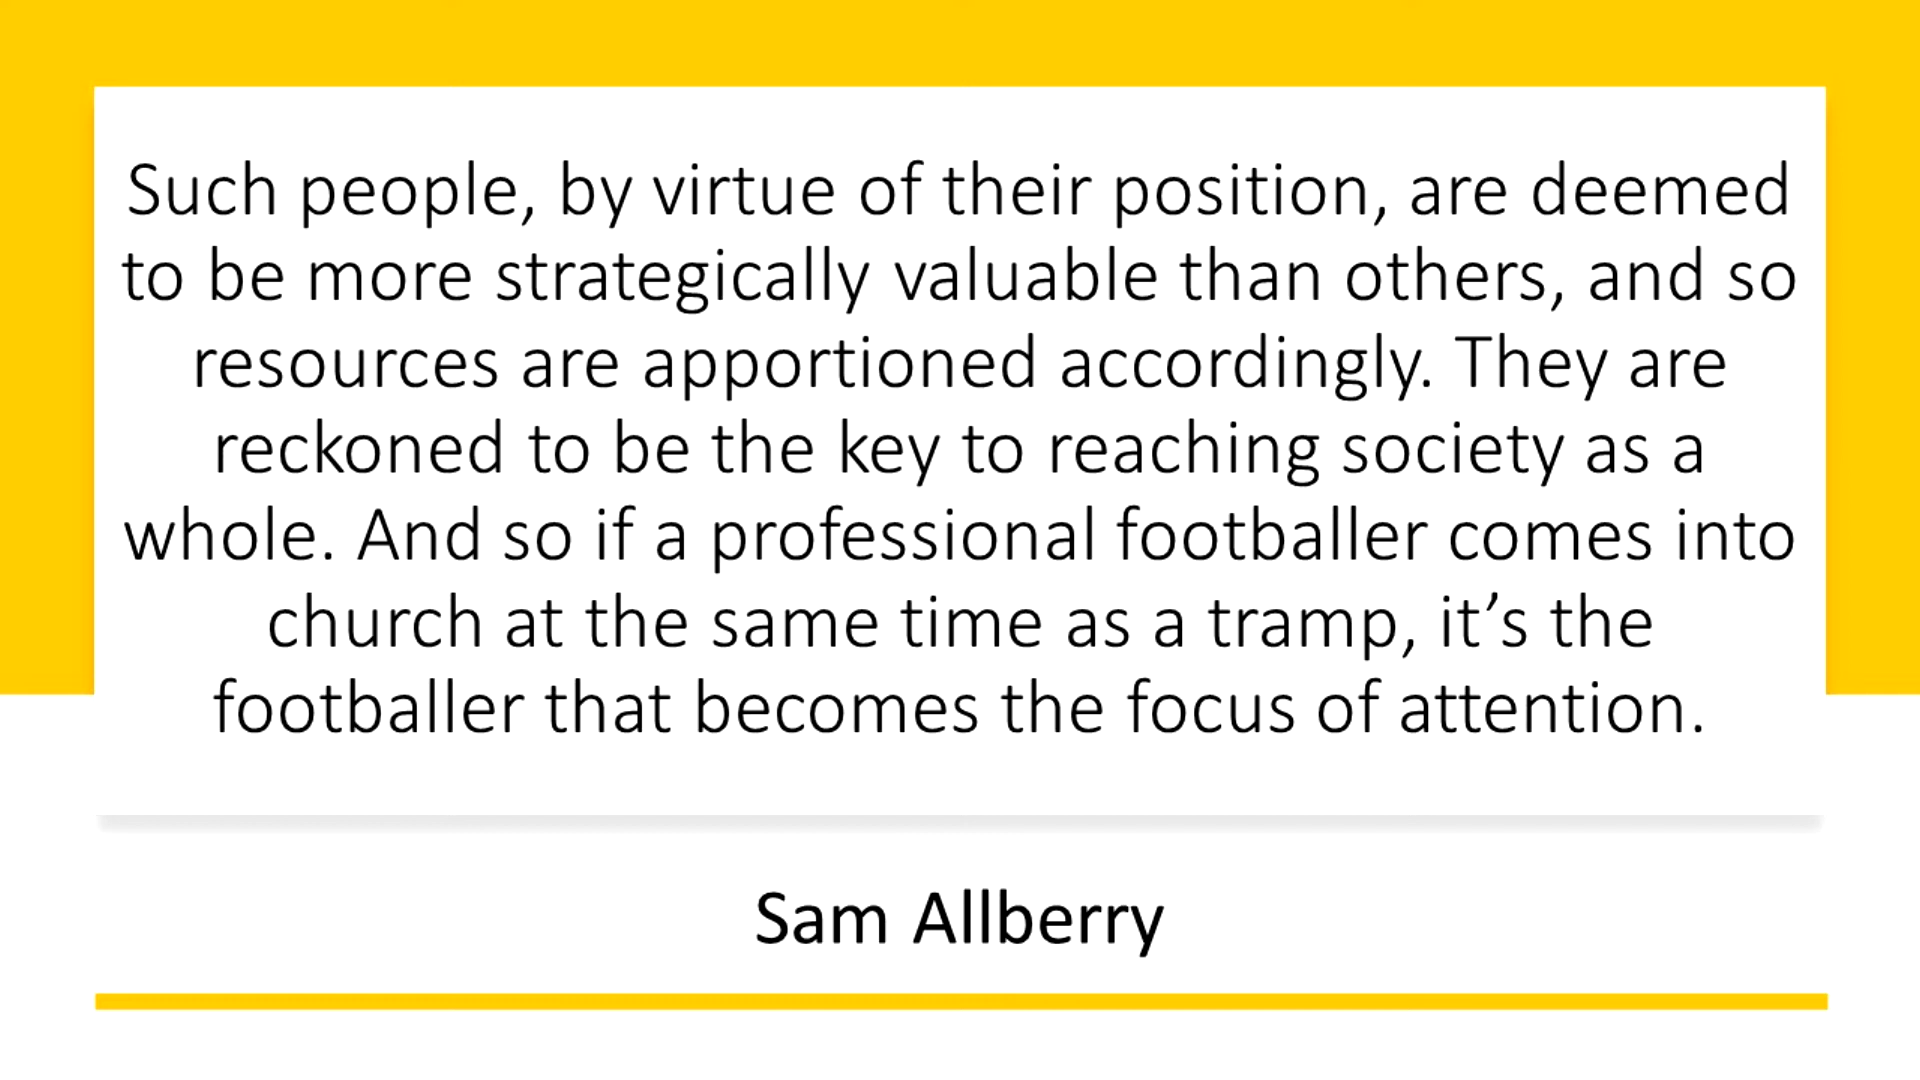 Such people, by virtue of their position, are deemed
to be more strategically valuable than others, and so
resources are apportioned accordingly. They are
reckoned to be the key to reaching society as a
whole. And so if a professional footballer comes into
church at the same time as a tramp, it’s the
footballer that becomes the focus of attention.
Sam Allberry